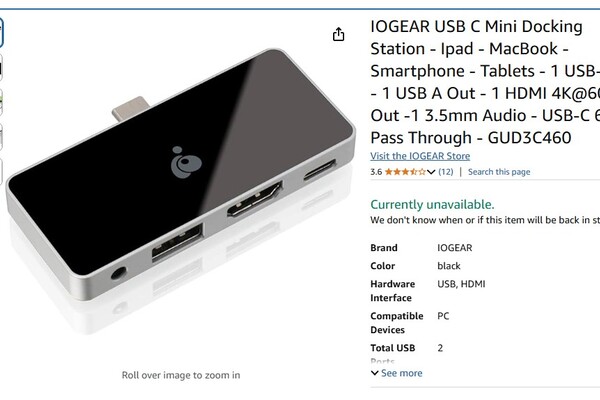 IOGEAR USB C Mini Docking
Station - Ipad - MacBook -
Smartphone - Tablets - 1 USB-
- 1 USB A Out - 1 HDMI 4K@60
Out -1 3.5mm Audio - USB-C 6
Pass Through - GUD3C460
Visit the IOGEAR Store
3.6 (12) | Search this page
Currently unavailable.
We don't know when or if this item will be back in st
Brand IOGEAR
Color black
Hardware Interface USB, HDMI
Compatible Devices PC
Total USB Ports 2
See more
Roll over image to zoom in